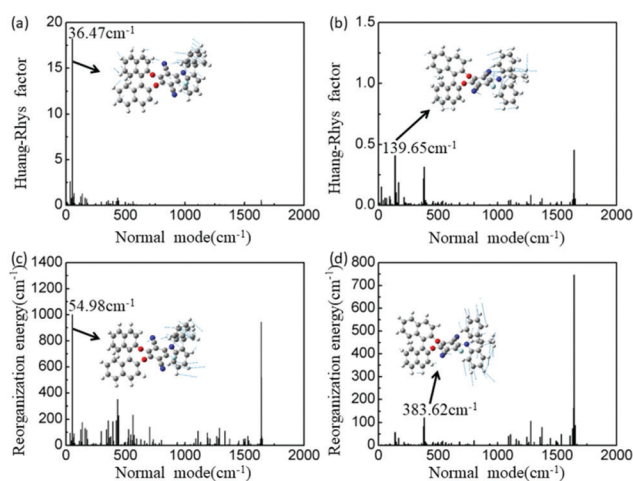 (a)
20
15
10
5
0
Huang-Rhys factor
36.47cm-1
0 500 1000 1500 2000
Normal mode(cm-1)
(b)
1.5
1.0
0.5
0.0
Huang-Rhys factor
139.65cm-1
0 500 1000 1500 2000
Normal mode(cm-1)
(c)
1400
1200
1000
800
600
400
200
0
Reorganization energy(cm-1)
54.98cm-1
0 500 1000 1500 2000
Normal mode(cm-1)
(d)
800
700
600
500
400
300
200
100
0
Reorganization energy(cm-1)
383.62cm-1
0 500 1000 1500 2000
Normal mode(cm-1)